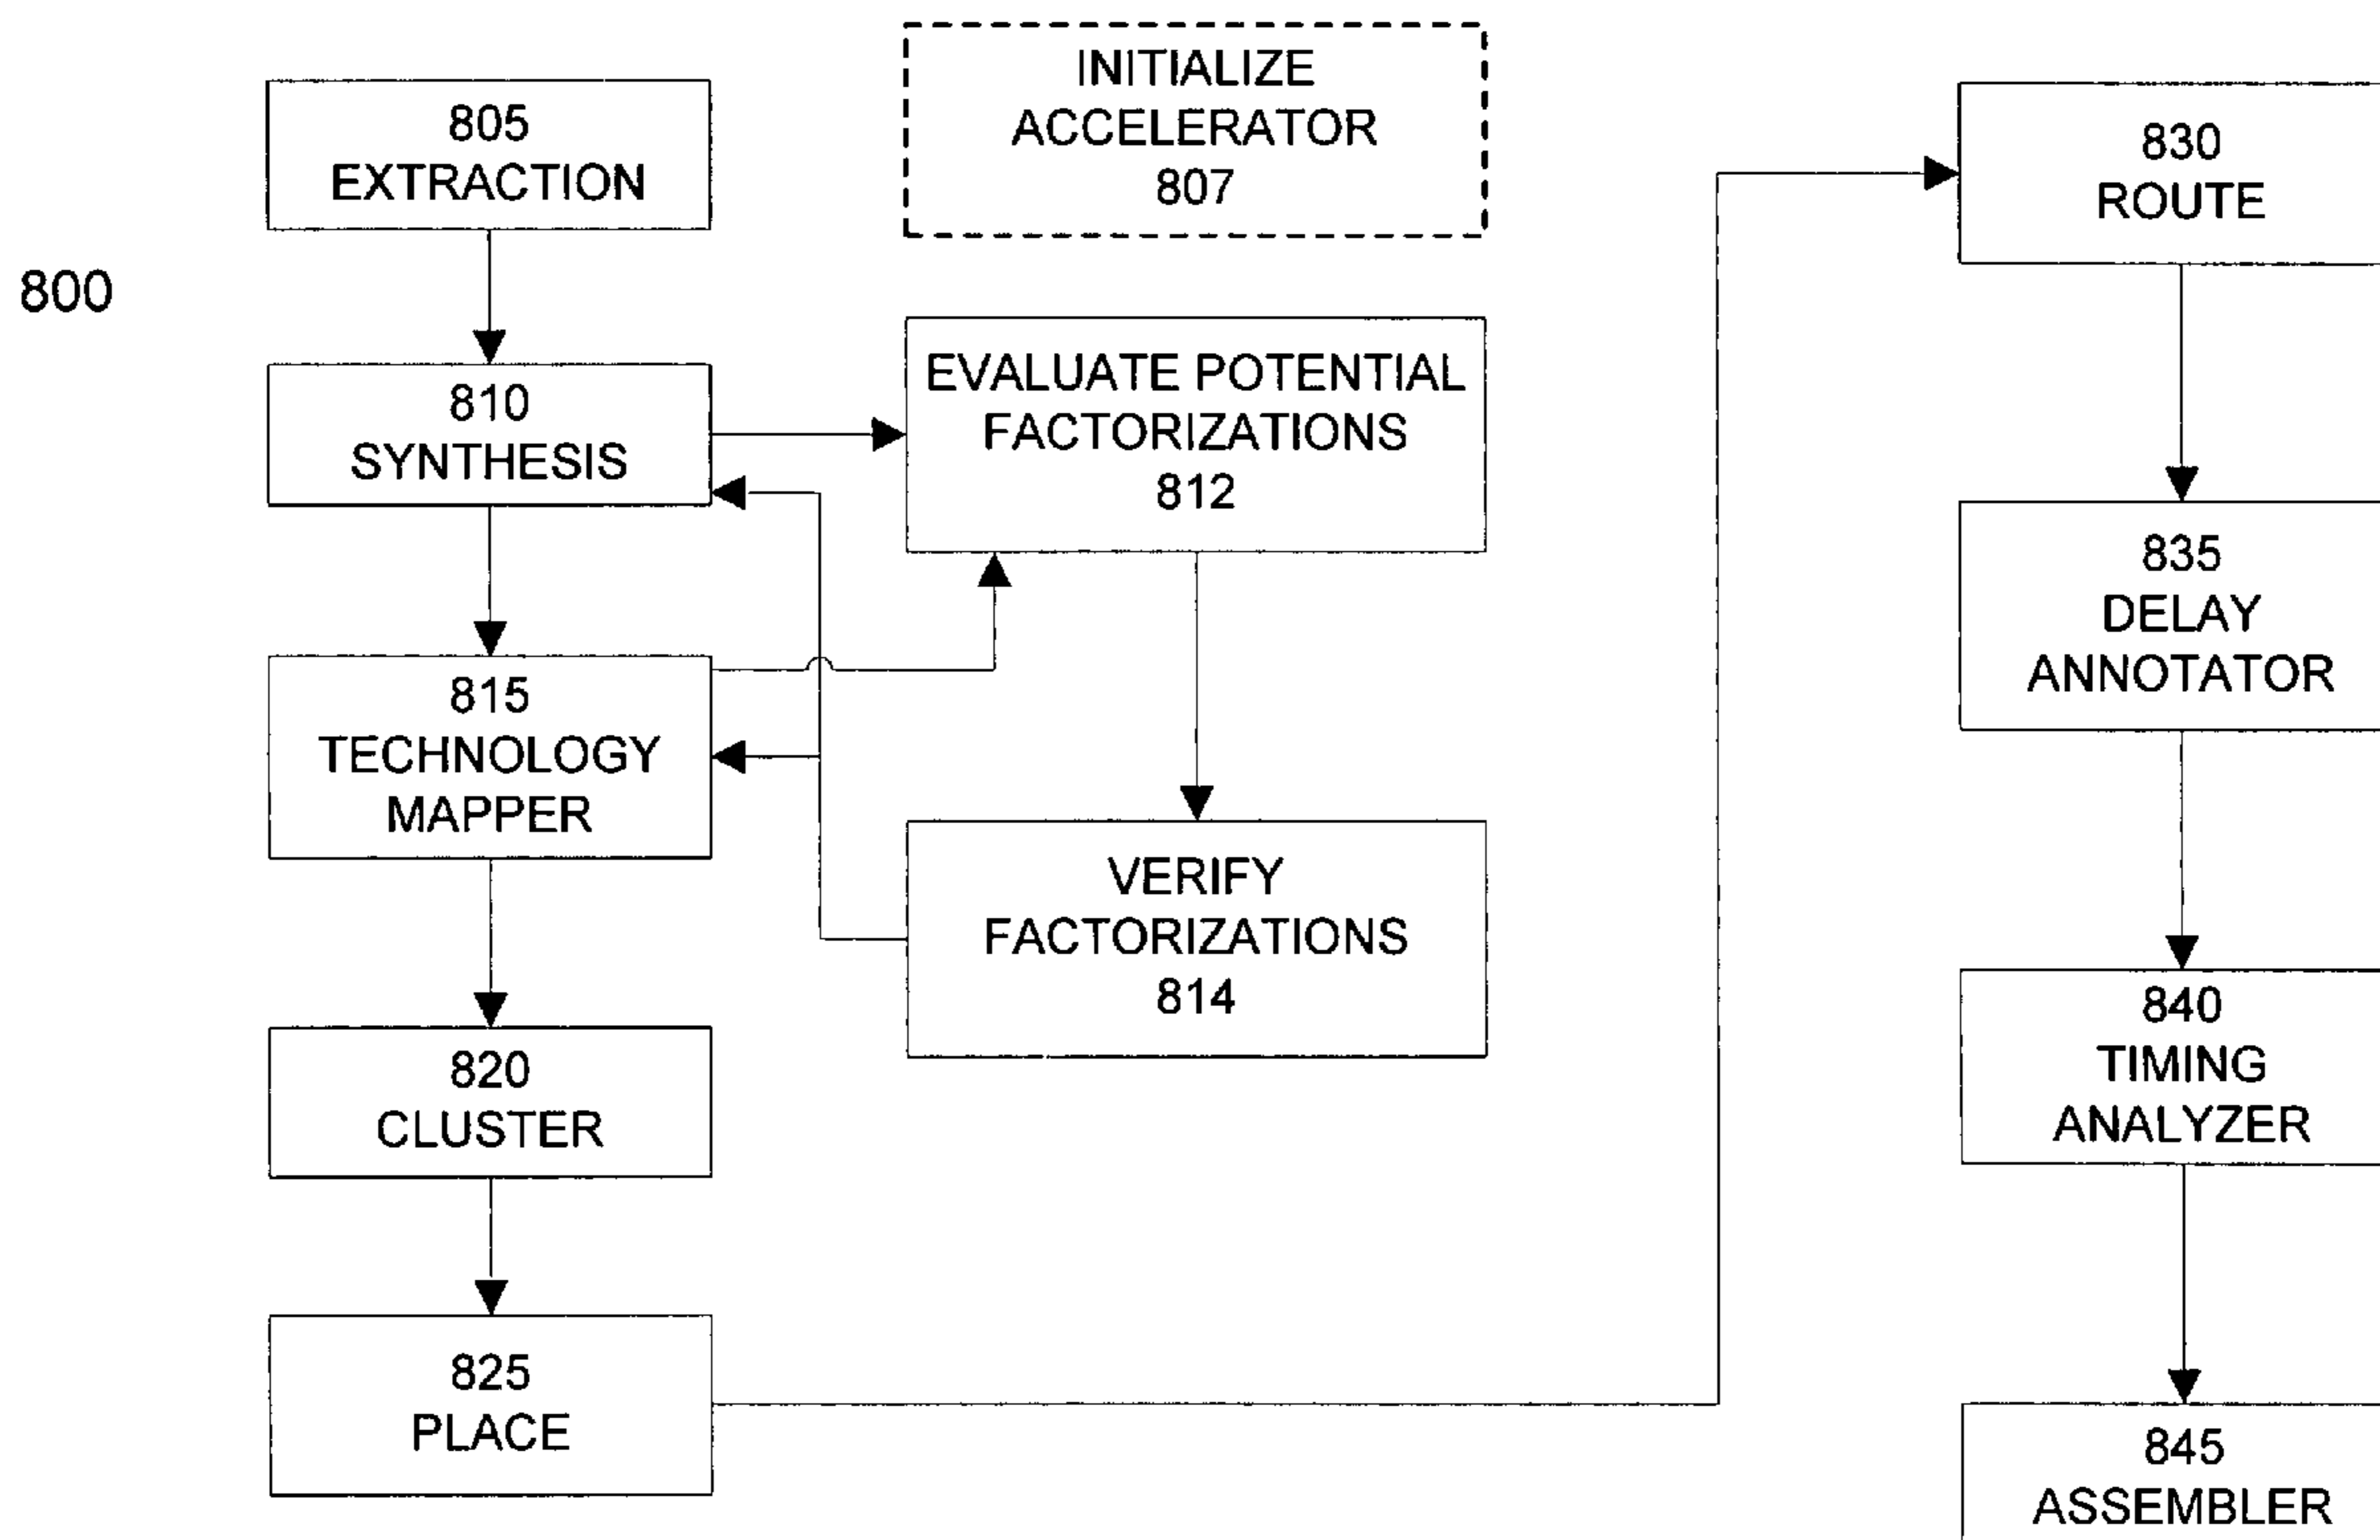 800
805
EXTRACTION
810
SYNTHESIS
815
TECHNOLOGY
MAPPER
820
CLUSTER
825
PLACE
INITIALIZE
ACCELERATOR
807
EVALUATE POTENTIAL
FACTORIZATIONS
812
VERIFY
FACTORIZATIONS
814
830
ROUTE
835
DELAY
ANNOTATOR
840
TIMING
ANALYZER
845
ASSEMBLER